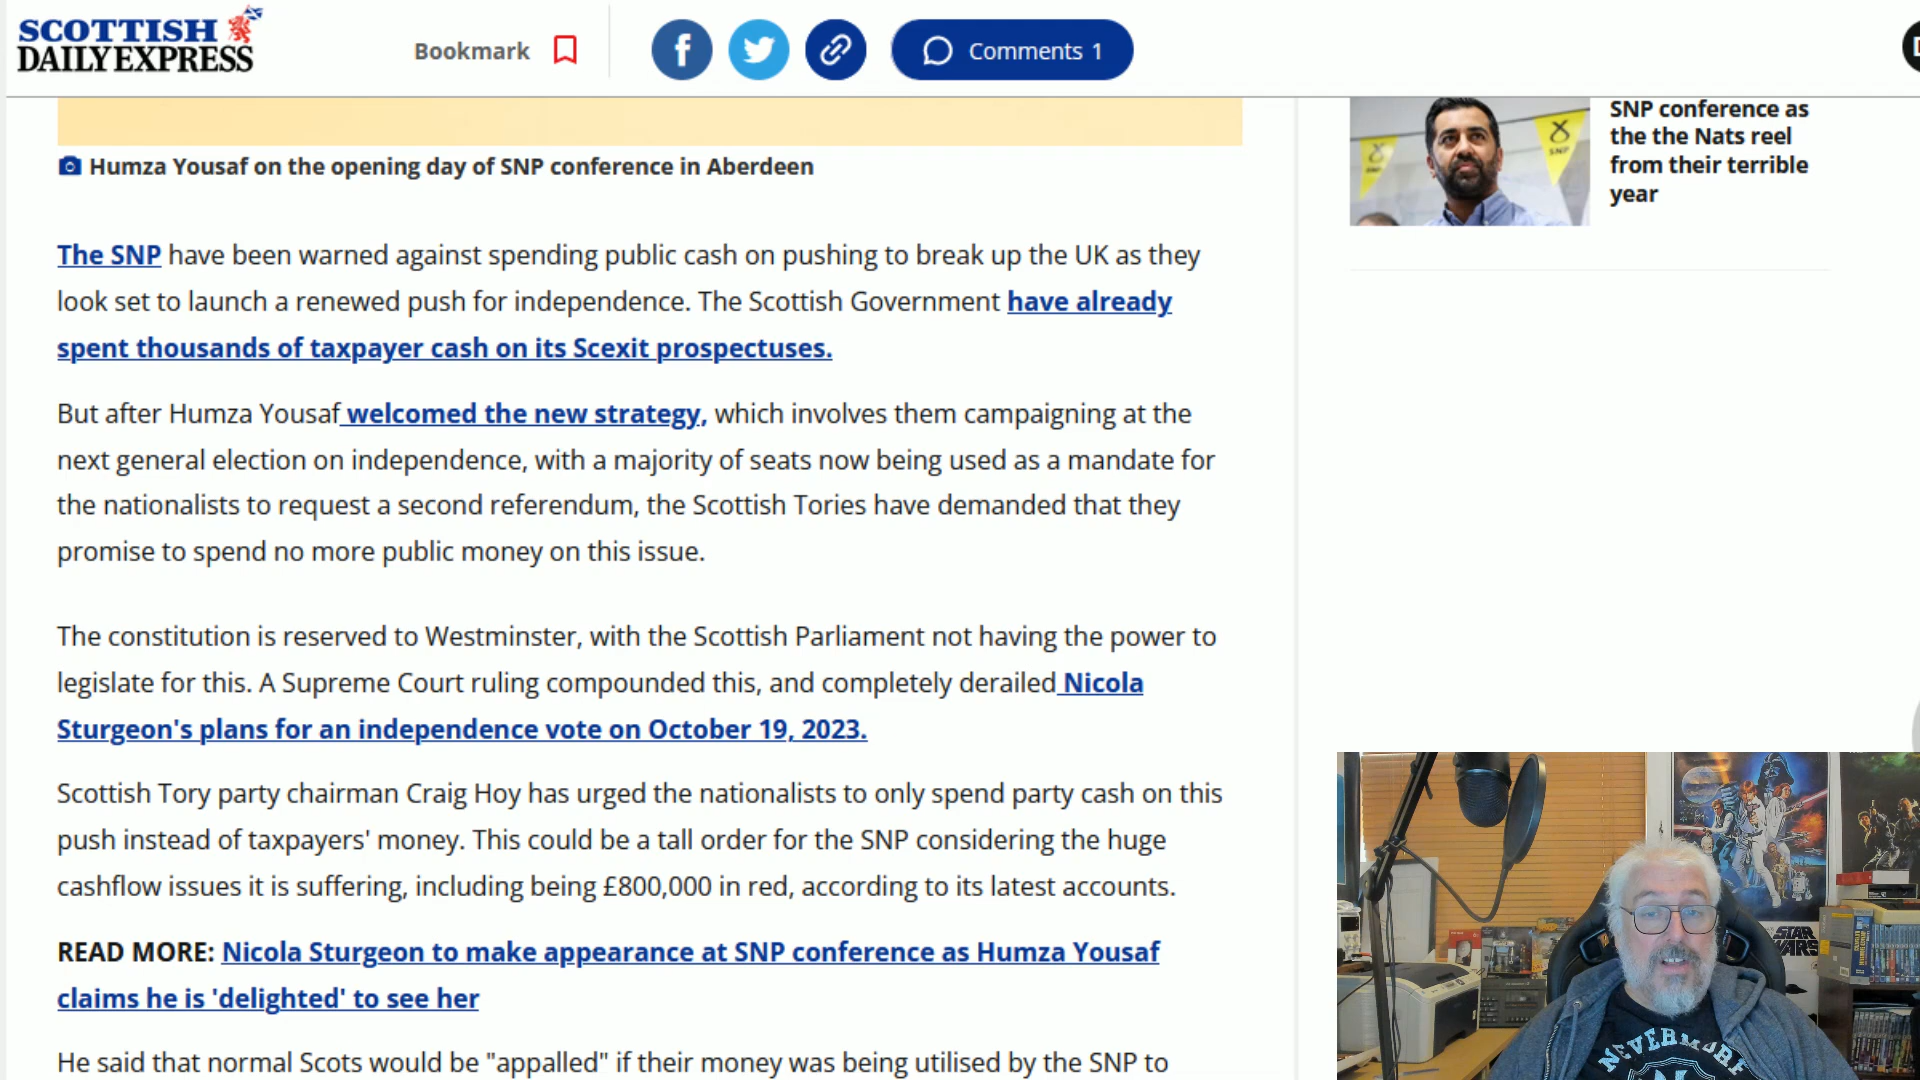 SCOTTISH
DAILY EXPRESS
Bookmark
Comments 1
Humza Yousaf on the opening day of SNP conference in Aberdeen
The SNP have been warned against spending public cash on pushing to break up the UK as they
look set to launch a renewed push for independence. The Scottish Government have already
spent thousands of taxpayer cash on its Scexit prospectuses.
But after Humza Yousaf welcomed the new strategy, which involves them campaigning at the
next general election on independence, with a majority of seats now being used as a mandate for
the nationalists to request a second referendum, the Scottish Tories have demanded that they
promise to spend no more public money on this issue.
The constitution is reserved to Westminster, with the Scottish Parliament not having the power to
legislate for this. A Supreme Court ruling compounded this, and completely derailed Nicola
Sturgeon's plans for an independence vote on October 19, 2023.
Scottish Tory party chairman Craig Hoy has urged the nationalists to only spend party cash on this
push instead of taxpayers' money. This could be a tall order for the SNP considering the huge
cashflow issues it is suffering, including being £800,000 in red, according to its latest accounts.
READ MORE: Nicola Sturgeon to make appearance at SNP conference as Humza Yousaf
claims he is 'delighted' to see her
He said that normal Scots would be "appalled" if their money was being utilised by the SNP to
SNP conference as
the the Nats reel
from their terrible
year
SNP
SNP
STAR
WARS
NEVERMORE